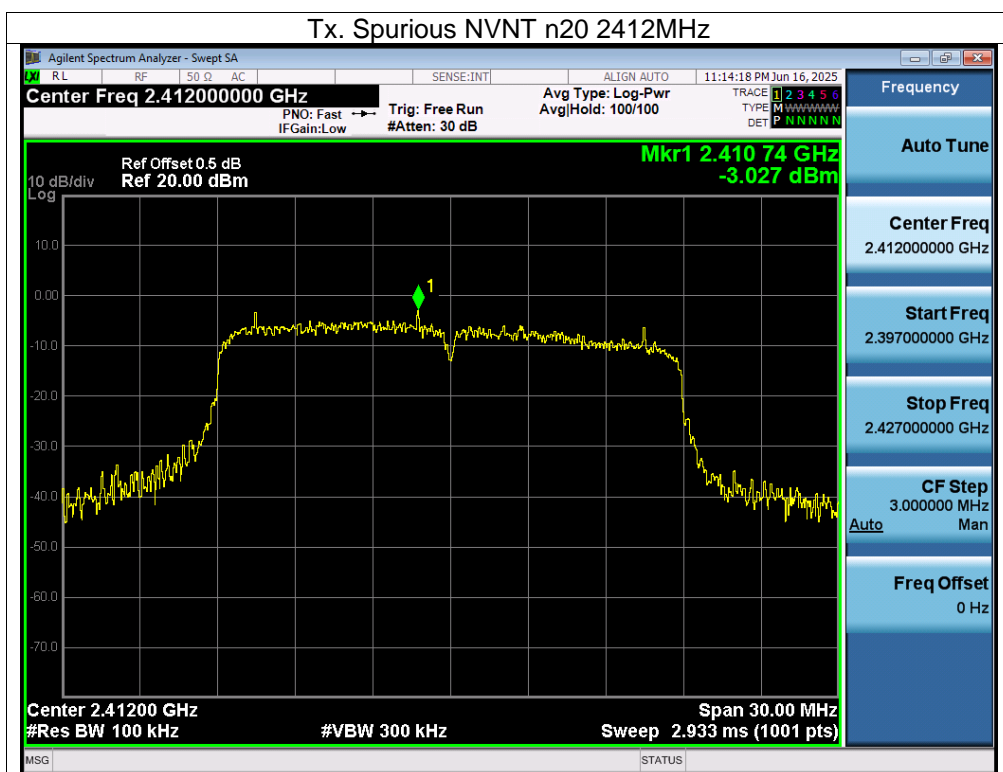 Tx. Spurious NVNT n20 2412MHz
Agilent Spectrum Analyzer - Swept SA
LXI RL RF 50 Ω AC SENSE:INT ALIGN AUTO 11:14:18 PM Jun 16, 2025
Center Freq 2.412000000 GHz
PNO: Fast
IFGain:Low
Trig: Free Run
#Atten: 30 dB
Avg Type: Log-Pwr
Avg|Hold: 100/100
TRACE 1 2 3 4 5 6
TYPE M W W W W W
DET P N N N N N
Mkr1 2.410 74 GHz
-3.027 dBm
Ref Offset 0.5 dB
10 dB/div Ref 20.00 dBm
Log
10.0
1
0.00
-10.0
-20.0
-30.0
-40.0
-50.0
-60.0
-70.0
Center 2.41200 GHz Span 30.00 MHz
#Res BW 100 kHz #VBW 300 kHz Sweep 2.933 ms (1001 pts)
MSG STATUS
Frequency
Auto Tune
Center Freq
2.412000000 GHz
Start Freq
2.397000000 GHz
Stop Freq
2.427000000 GHz
CF Step
3.000000 MHz
Auto Man
Freq Offset
0 Hz